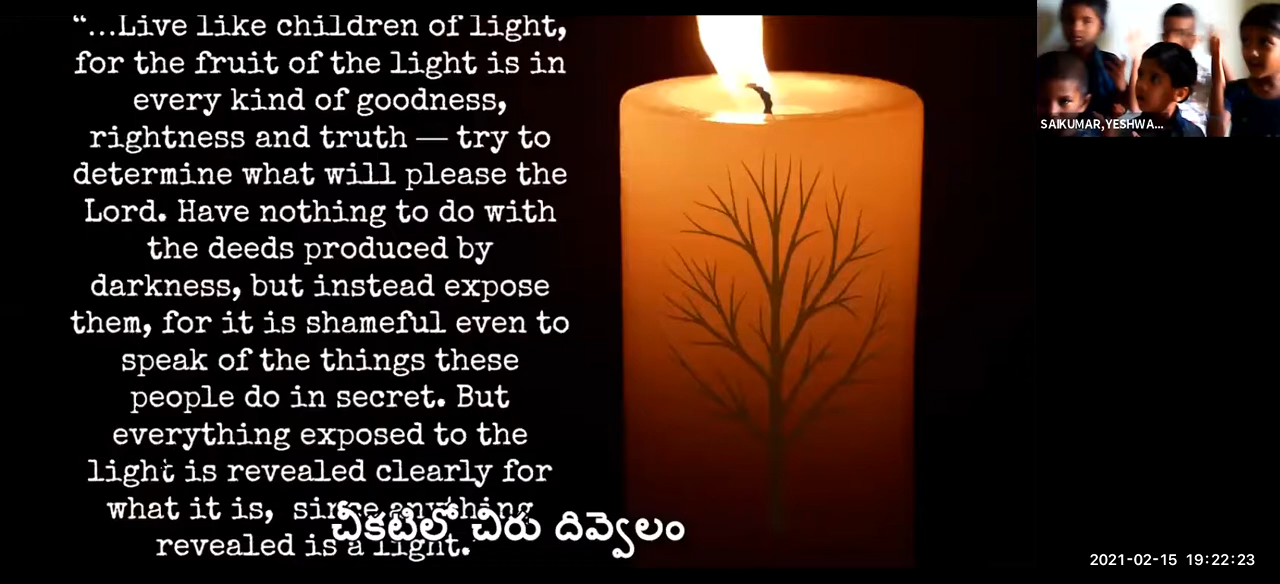 “...Live like children of light,
for the fruit of the light is in
every kind of goodness,
rightness and truth — try to
determine what will please the
Lord. Have nothing to do with
the deeds produced by
darkness, but instead expose
them, for it is shameful even to
speak of the things these
people do in secret. But
everything exposed to the
light is revealed clearly for
what it is, since anything
revealed is a light.”
చీకటిలో చిరు దివ్వెలం
SAIKUMAR,YESHWA...
2021-02-15 19:22:23